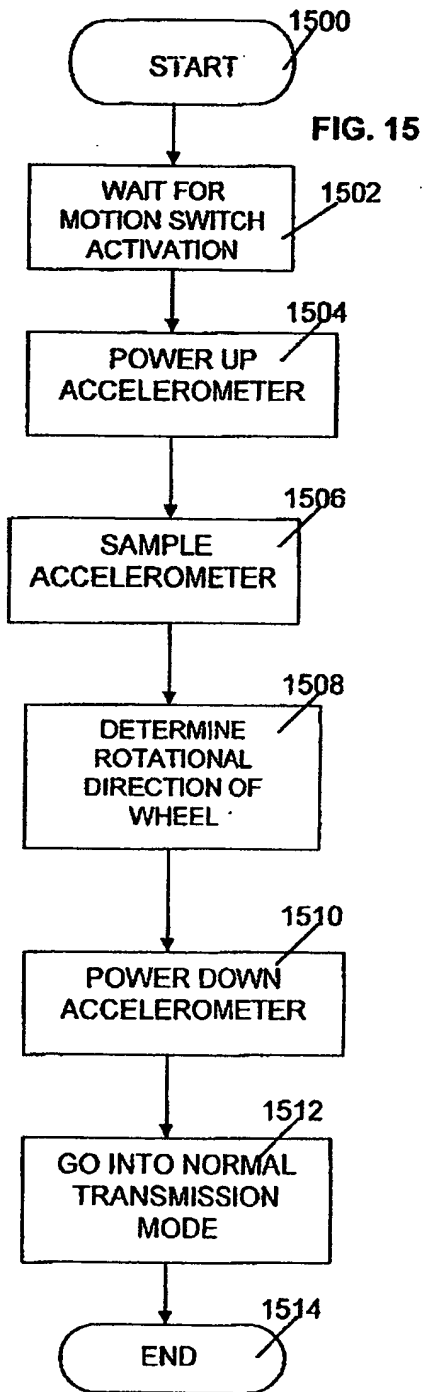 1500
START
FIG. 15
WAIT FOR
MOTION SWITCH
ACTIVATION
1502
1504
POWER UP
ACCELEROMETER
1506
SAMPLE
ACCELEROMETER
1508
DETERMINE
ROTATIONAL
DIRECTION OF
WHEEL
1510
POWER DOWN
ACCELEROMETER
1512
GO INTO NORMAL
TRANSMISSION
MODE
1514
END